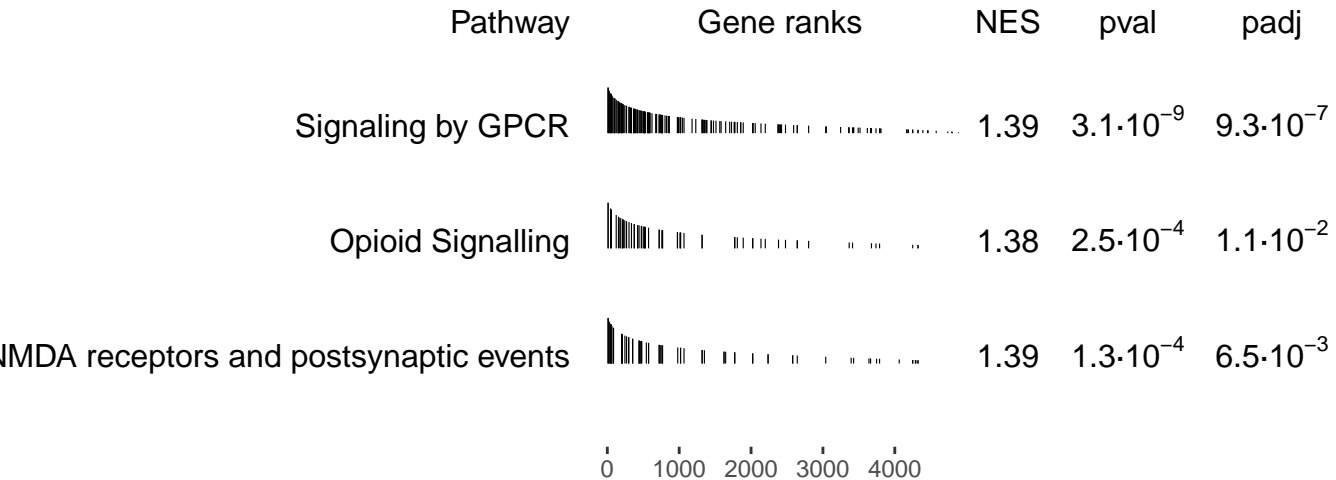 Pathway Gene ranks NES pval padj
Signaling by GPCR 1.39 3.1·10⁻⁹ 9.3·10⁻⁷
Opioid Signalling 1.38 2.5·10⁻⁴ 1.1·10⁻²
NMDA receptors and postsynaptic events 1.39 1.3·10⁻⁴ 6.5·10⁻³
0 1000 2000 3000 4000